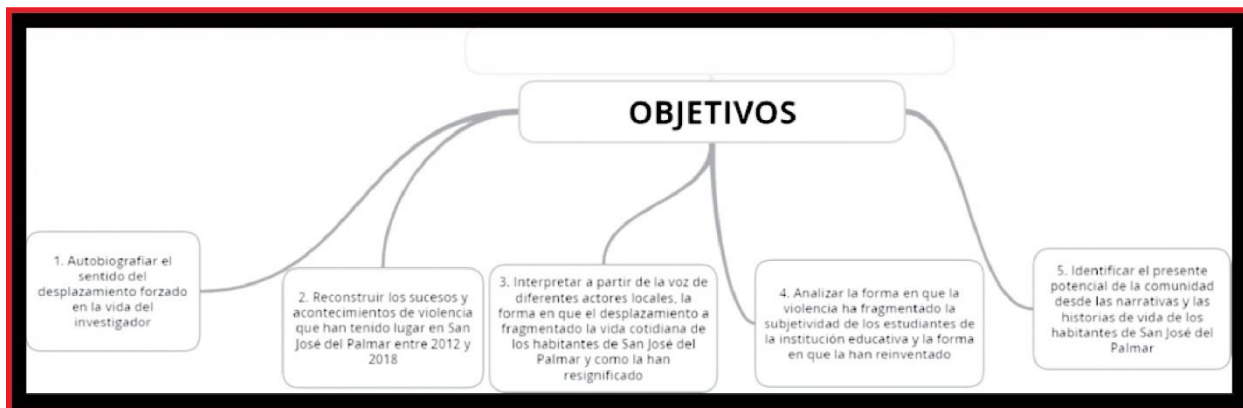 OBJETIVOS
1. Autobiografiar el
sentido del
desplazamiento forzado
en la vida del
investigador
2. Reconstruir los sucesos y
acontecimientos de violencia
que han tenido lugar en San
José del Palmar entre 2012 y
2018
3. Interpretar a partir de la voz de
diferentes actores locales, la
forma en que el desplazamiento a
fragmentado la vida cotidiana de
los habitantes de San José del
Palmar y como la han
resignificado
4. Analizar la forma en que la
violencia ha fragmentado la
subjetividad de los estudiantes de
la institución educativa y la forma
en que la han reinventado
5. Identificar el presente
potencial de la comunidad
desde las narrativas y las
historias de vida de los
habitantes de San José del
Palmar